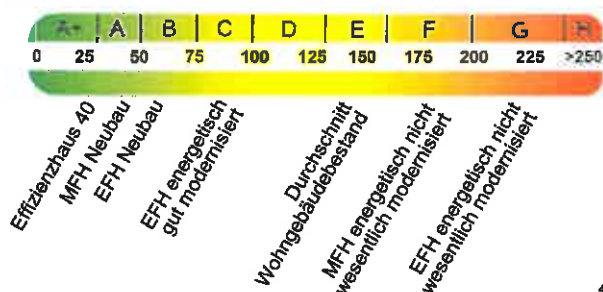 A+ A B C D E F G H
0 25 50 75 100 125 150 175 200 225 >250
Effizienzhaus 40
MFH Neubau
EFH Neubau
EFH energetisch
gut modernisiert
Durchschnitt
Wohngebäudebestand
MFH energetisch nicht
wesentlich modernisiert
EFH energetisch nicht
wesentlich modernisiert